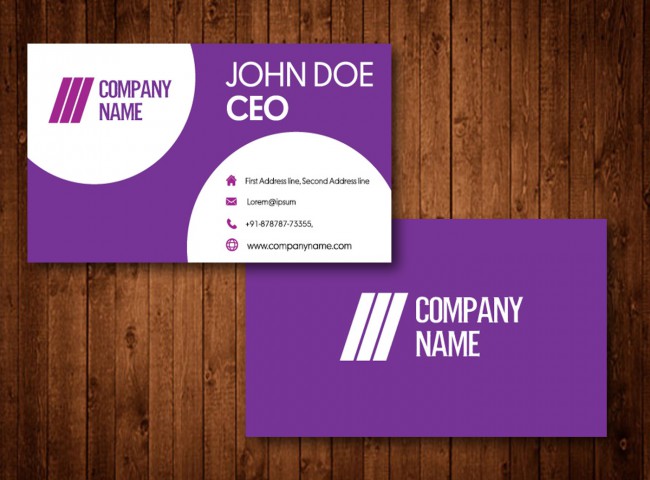 COMPANY
NAME
JOHN DOE
CEO
First Address line, Second Address line
Lorem@ipsum
+91-878787-73355,
www.companyname.com
COMPANY
NAME